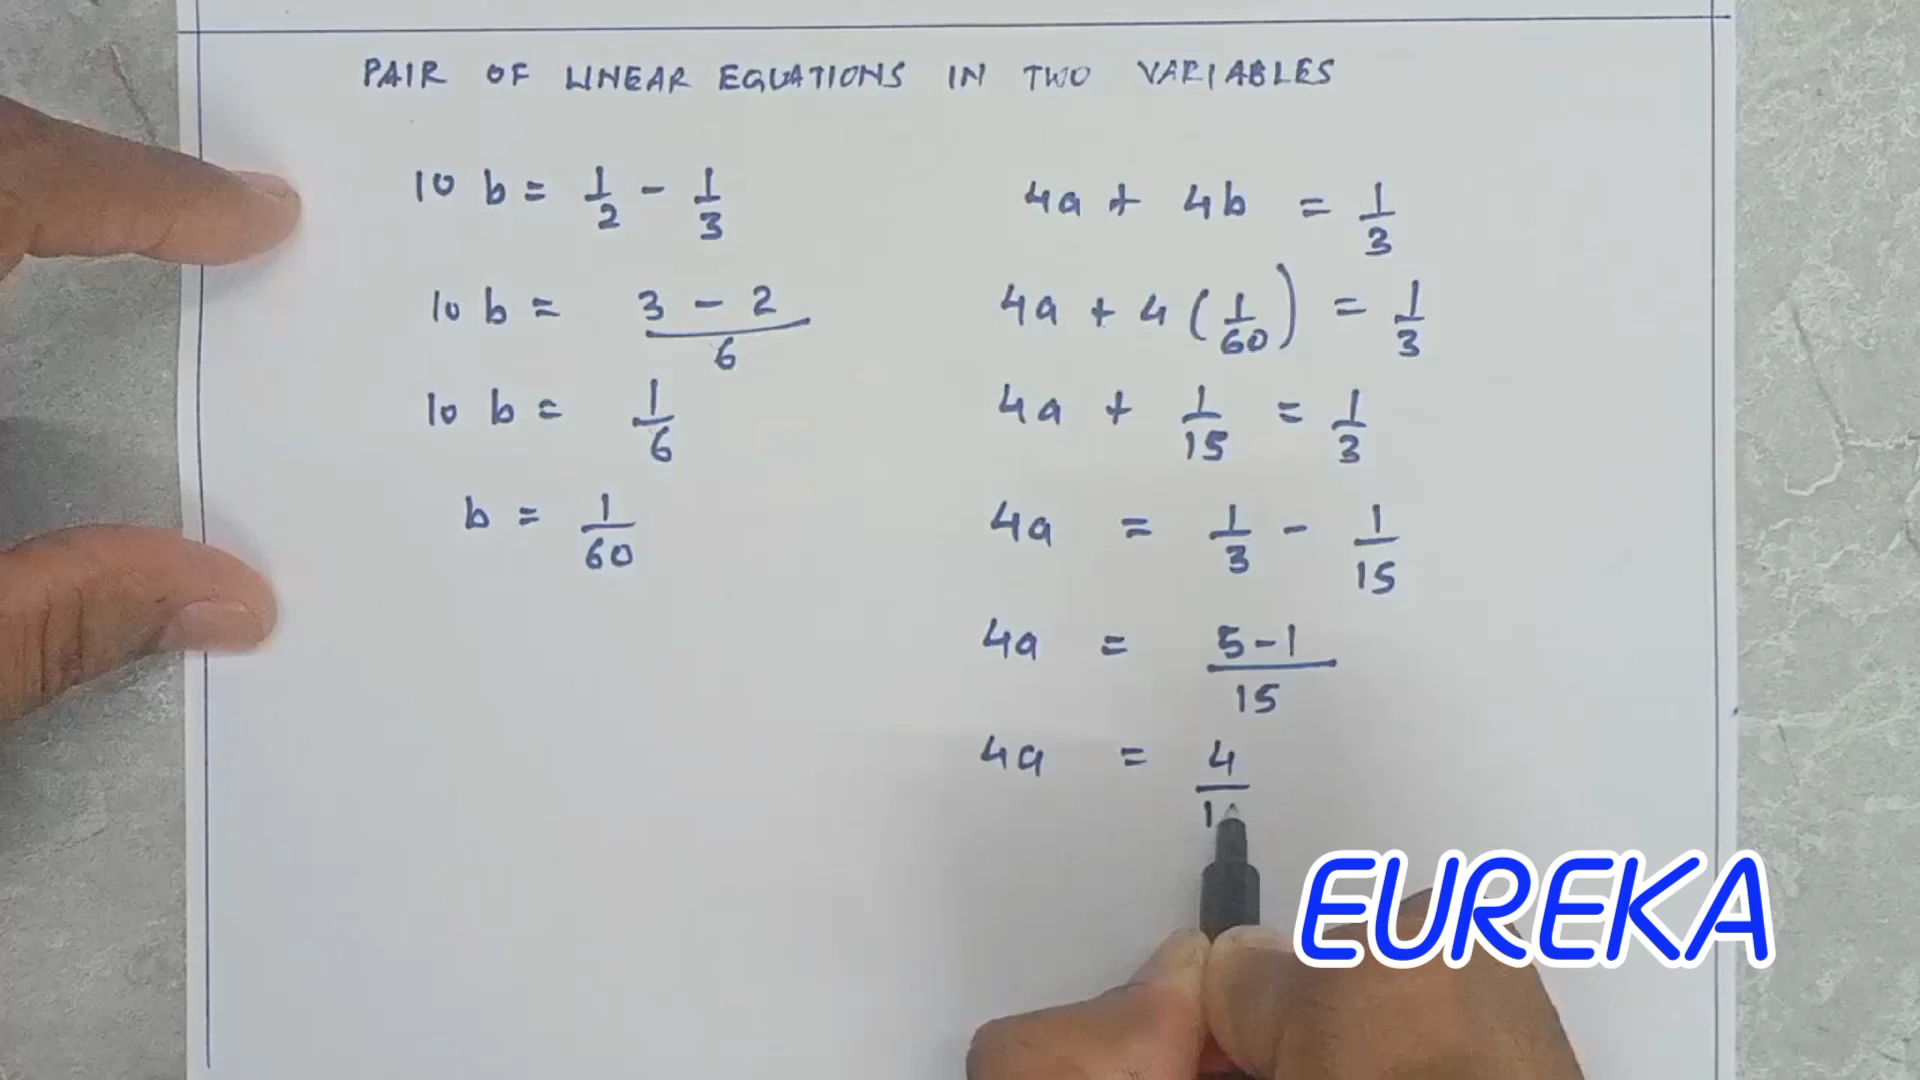 PAIR OF LINEAR EQUATIONS IN TWO VARIABLES
10 b = 1/2 - 1/3
10 b = 3 - 2 / 6
10 b = 1/6
b = 1/60
4a + 4b = 1/3
4a + 4 (1/60) = 1/3
4a + 1/15 = 1/3
4a = 1/3 - 1/15
4a = 5-1 / 15
4a = 4/1
EUREKA